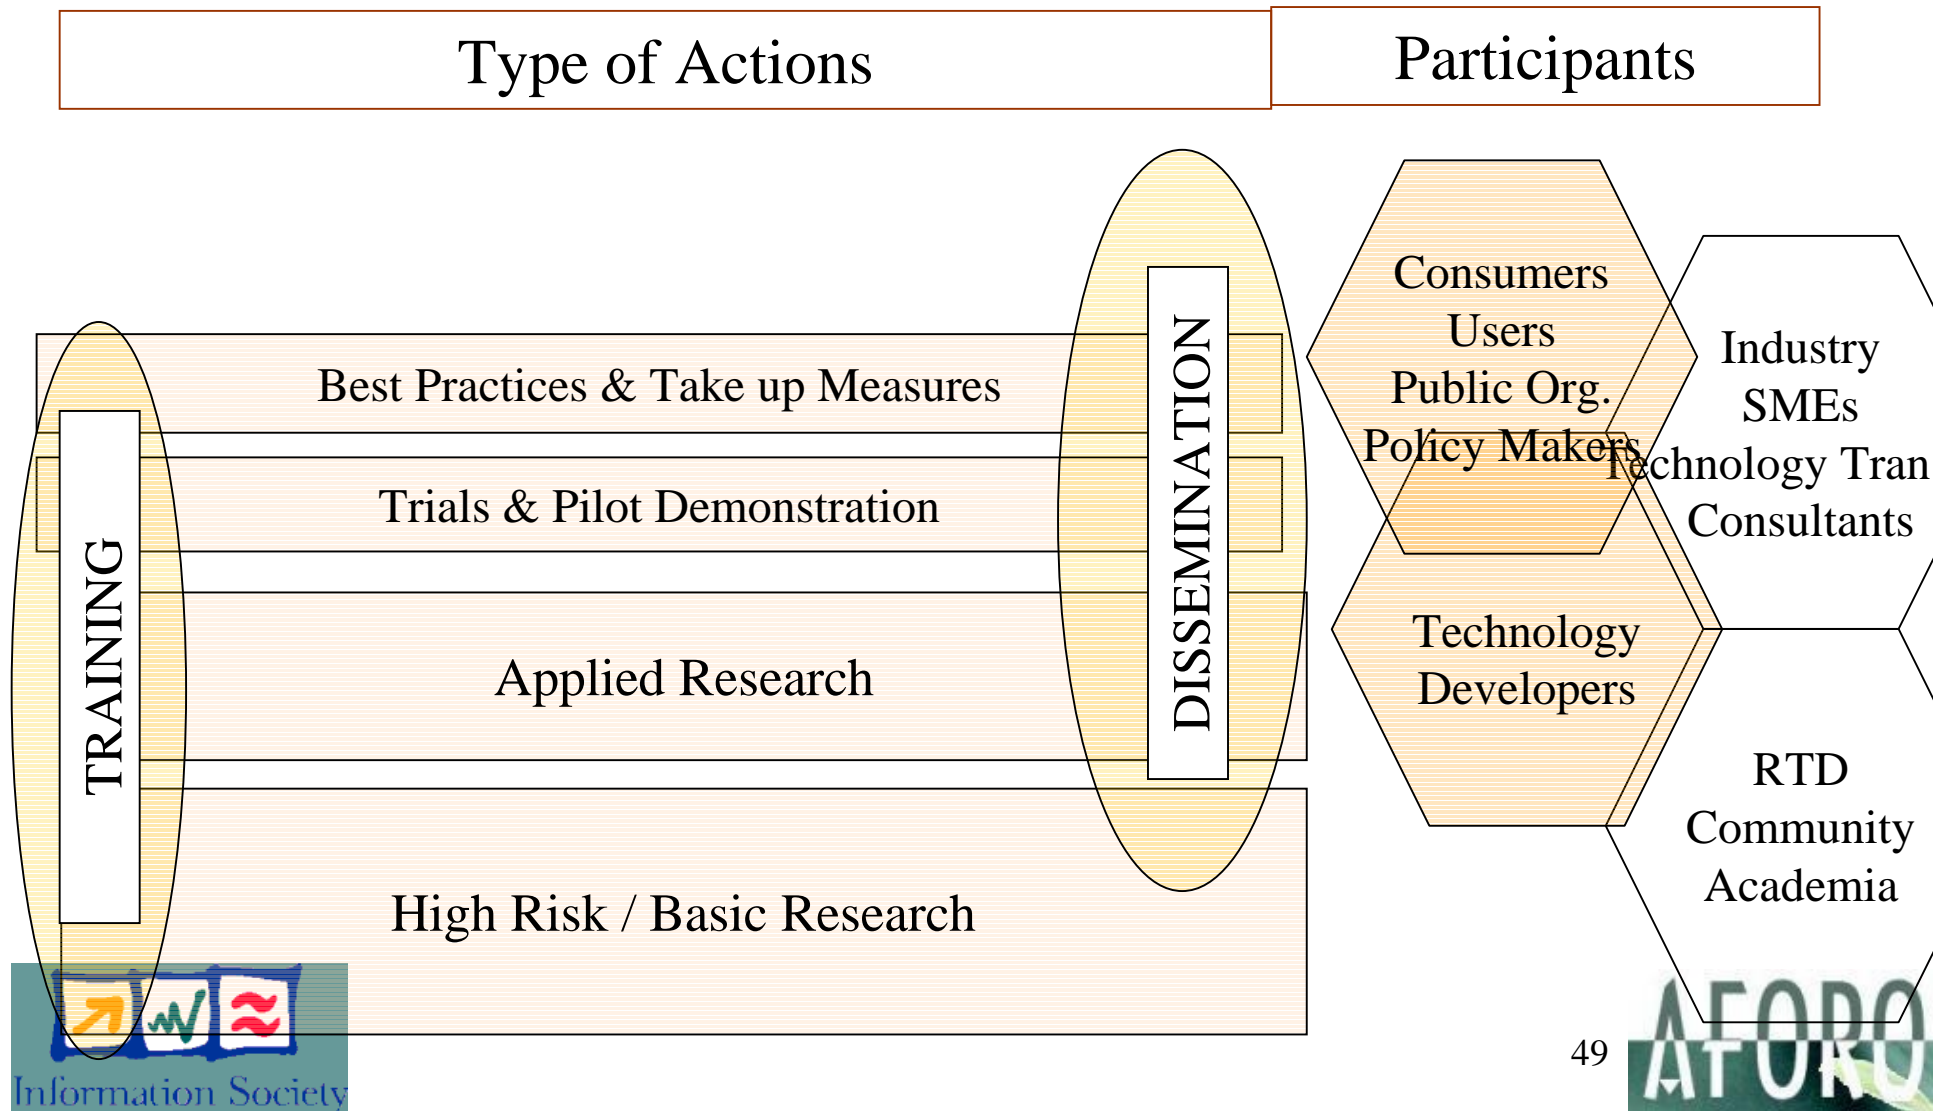 Type of Actions
Participants
Best Practices & Take up Measures
Trials & Pilot Demonstration
Applied Research
High Risk / Basic Research
TRAINING
DISSEMINATION
Consumers
Users
Public Org.
Policy Makers
Industry
SMEs
Technology Tran
Consultants
Technology
Developers
RTD
Community
Academia
Information Society
49
AFORO